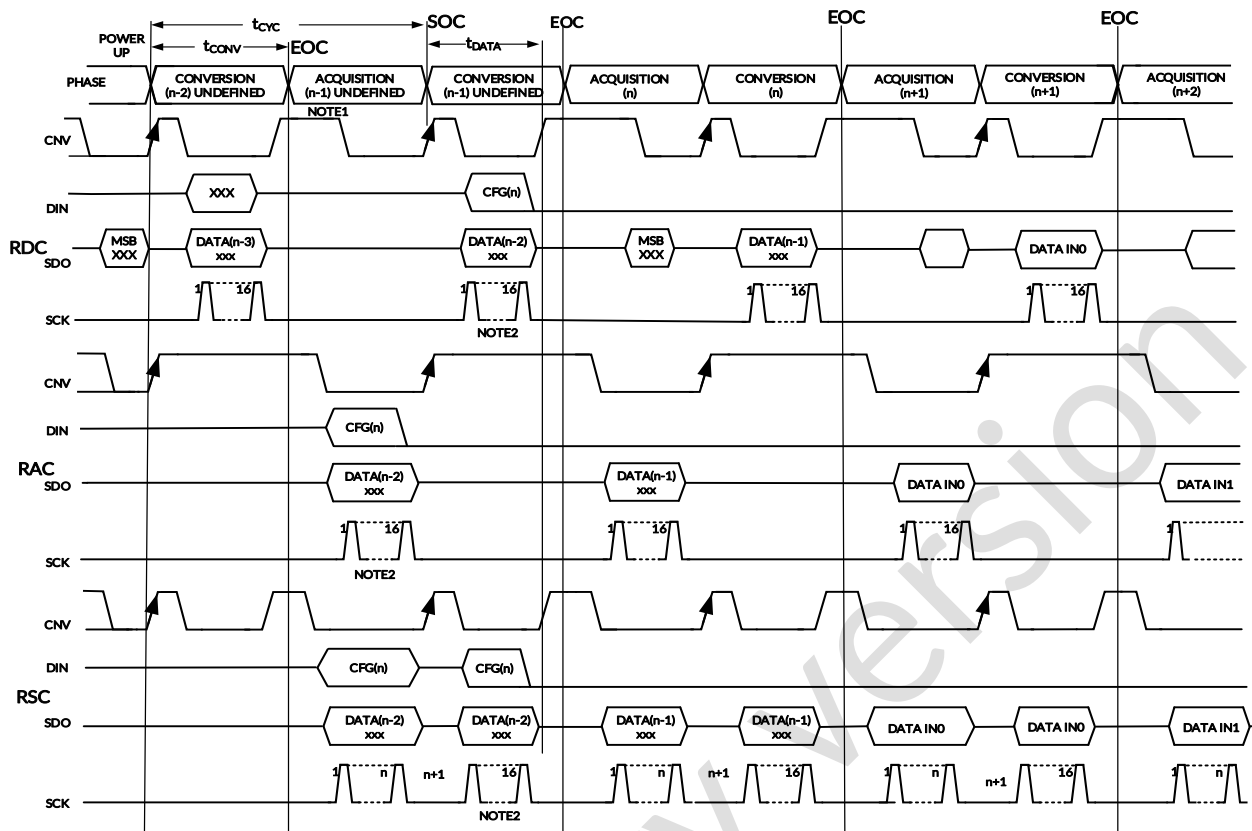 tCYC SOC EOC EOC EOC
POWER UP tCONV EOC tDATA
PHASE CONVERSION (n-2) UNDEFINED ACQUISITION (n-1) UNDEFINED CONVERSION (n-1) UNDEFINED ACQUISITION (n) CONVERSION (n) ACQUISITION (n+1) CONVERSION (n+1) ACQUISITION (n+2)
NOTE1
CNV
DIN XXX CFG(n)
RDC
SDO MSB XXX DATA(n-3) xxx DATA(n-2) xxx MSB XXX DATA(n-1) xxx DATA IN0
SCK 1 16 1 16 1 16 1 16
NOTE2
CNV
DIN CFG(n)
RAC
SDO DATA(n-2) xxx DATA(n-1) xxx DATA IN0 DATA IN1
SCK 1 16 1 16 1 16 1
NOTE2
CNV
DIN CFG(n) CFG(n)
RSC
SDO DATA(n-2) xxx DATA(n-2) xxx DATA(n-1) xxx DATA(n-1) xxx DATA IN0 DATA IN0 DATA IN1
SCK 1 n n+1 16 1 n n+1 16 1 n n+1 16 1 n
NOTE2
version